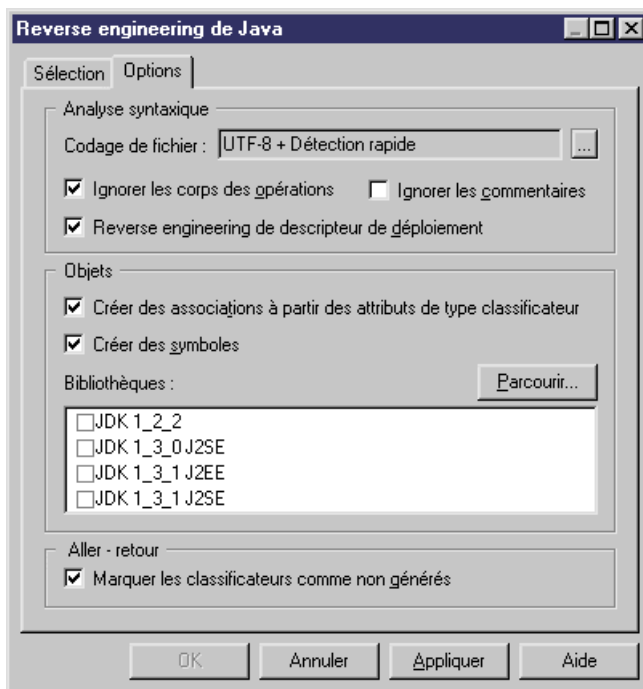 Reverse engineering de Java
Sélection Options
Analyse syntaxique
Codage de fichier : UTF-8 + Détection rapide ...
Ignorer les corps des opérations Ignorer les commentaires
Reverse engineering de descripteur de déploiement
Objets
Créer des associations à partir des attributs de type classificateur
Créer des symboles
Bibliothèques : Parcourir...
JDK 1_2_2
JDK 1_3_0 J2SE
JDK 1_3_1 J2EE
JDK 1_3_1 J2SE
Aller - retour
Marquer les classificateurs comme non générés
OK Annuler Appliquer Aide